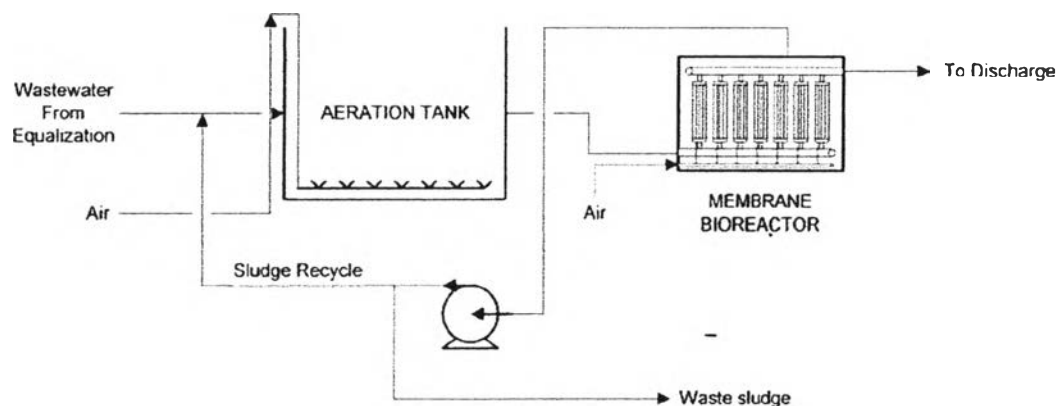 To Discharge
Wastewater
From
Equalization
AERATION TANK
Air
Air
MEMBRANE
BIOREACTOR
Sludge Recycle
Waste sludge